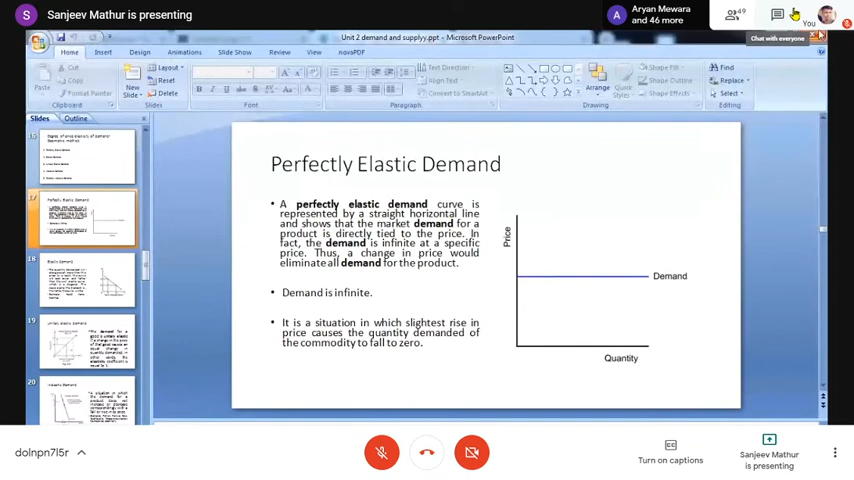 S Sanjeev Mathur is presenting
A Aryan Mewara
and 46 more
49
You
Chat with everyone
Unit 2 demand and supplyy.ppt - Microsoft PowerPoint
Home Insert Design Animations Slide Show Review View novaPDF
Paste Cut Copy Format Painter
New Slide Layout Reset Delete
Text Direction Align Text Convert to SmartArt
Arrange Quick Styles Shape Fill Shape Outline Shape Effects
Find Replace Select
Clipboard Slides Font Paragraph Drawing Editing
Slides Outline
17
18
19
20
Perfectly Elastic Demand
• A perfectly elastic demand curve is
represented by a straight horizontal line
and shows that the market demand for a
product is directly tied to the price. In
fact, the demand is infinite at a specific
price. Thus, a change in price would
eliminate all demand for the product.
• Demand is infinite.
• It is a situation in which slightest rise in
price causes the quantity demanded of
the commodity to fall to zero.
Price
Demand
Quantity
dolnpn7l5r
Turn on captions
Sanjeev Mathur
is presenting